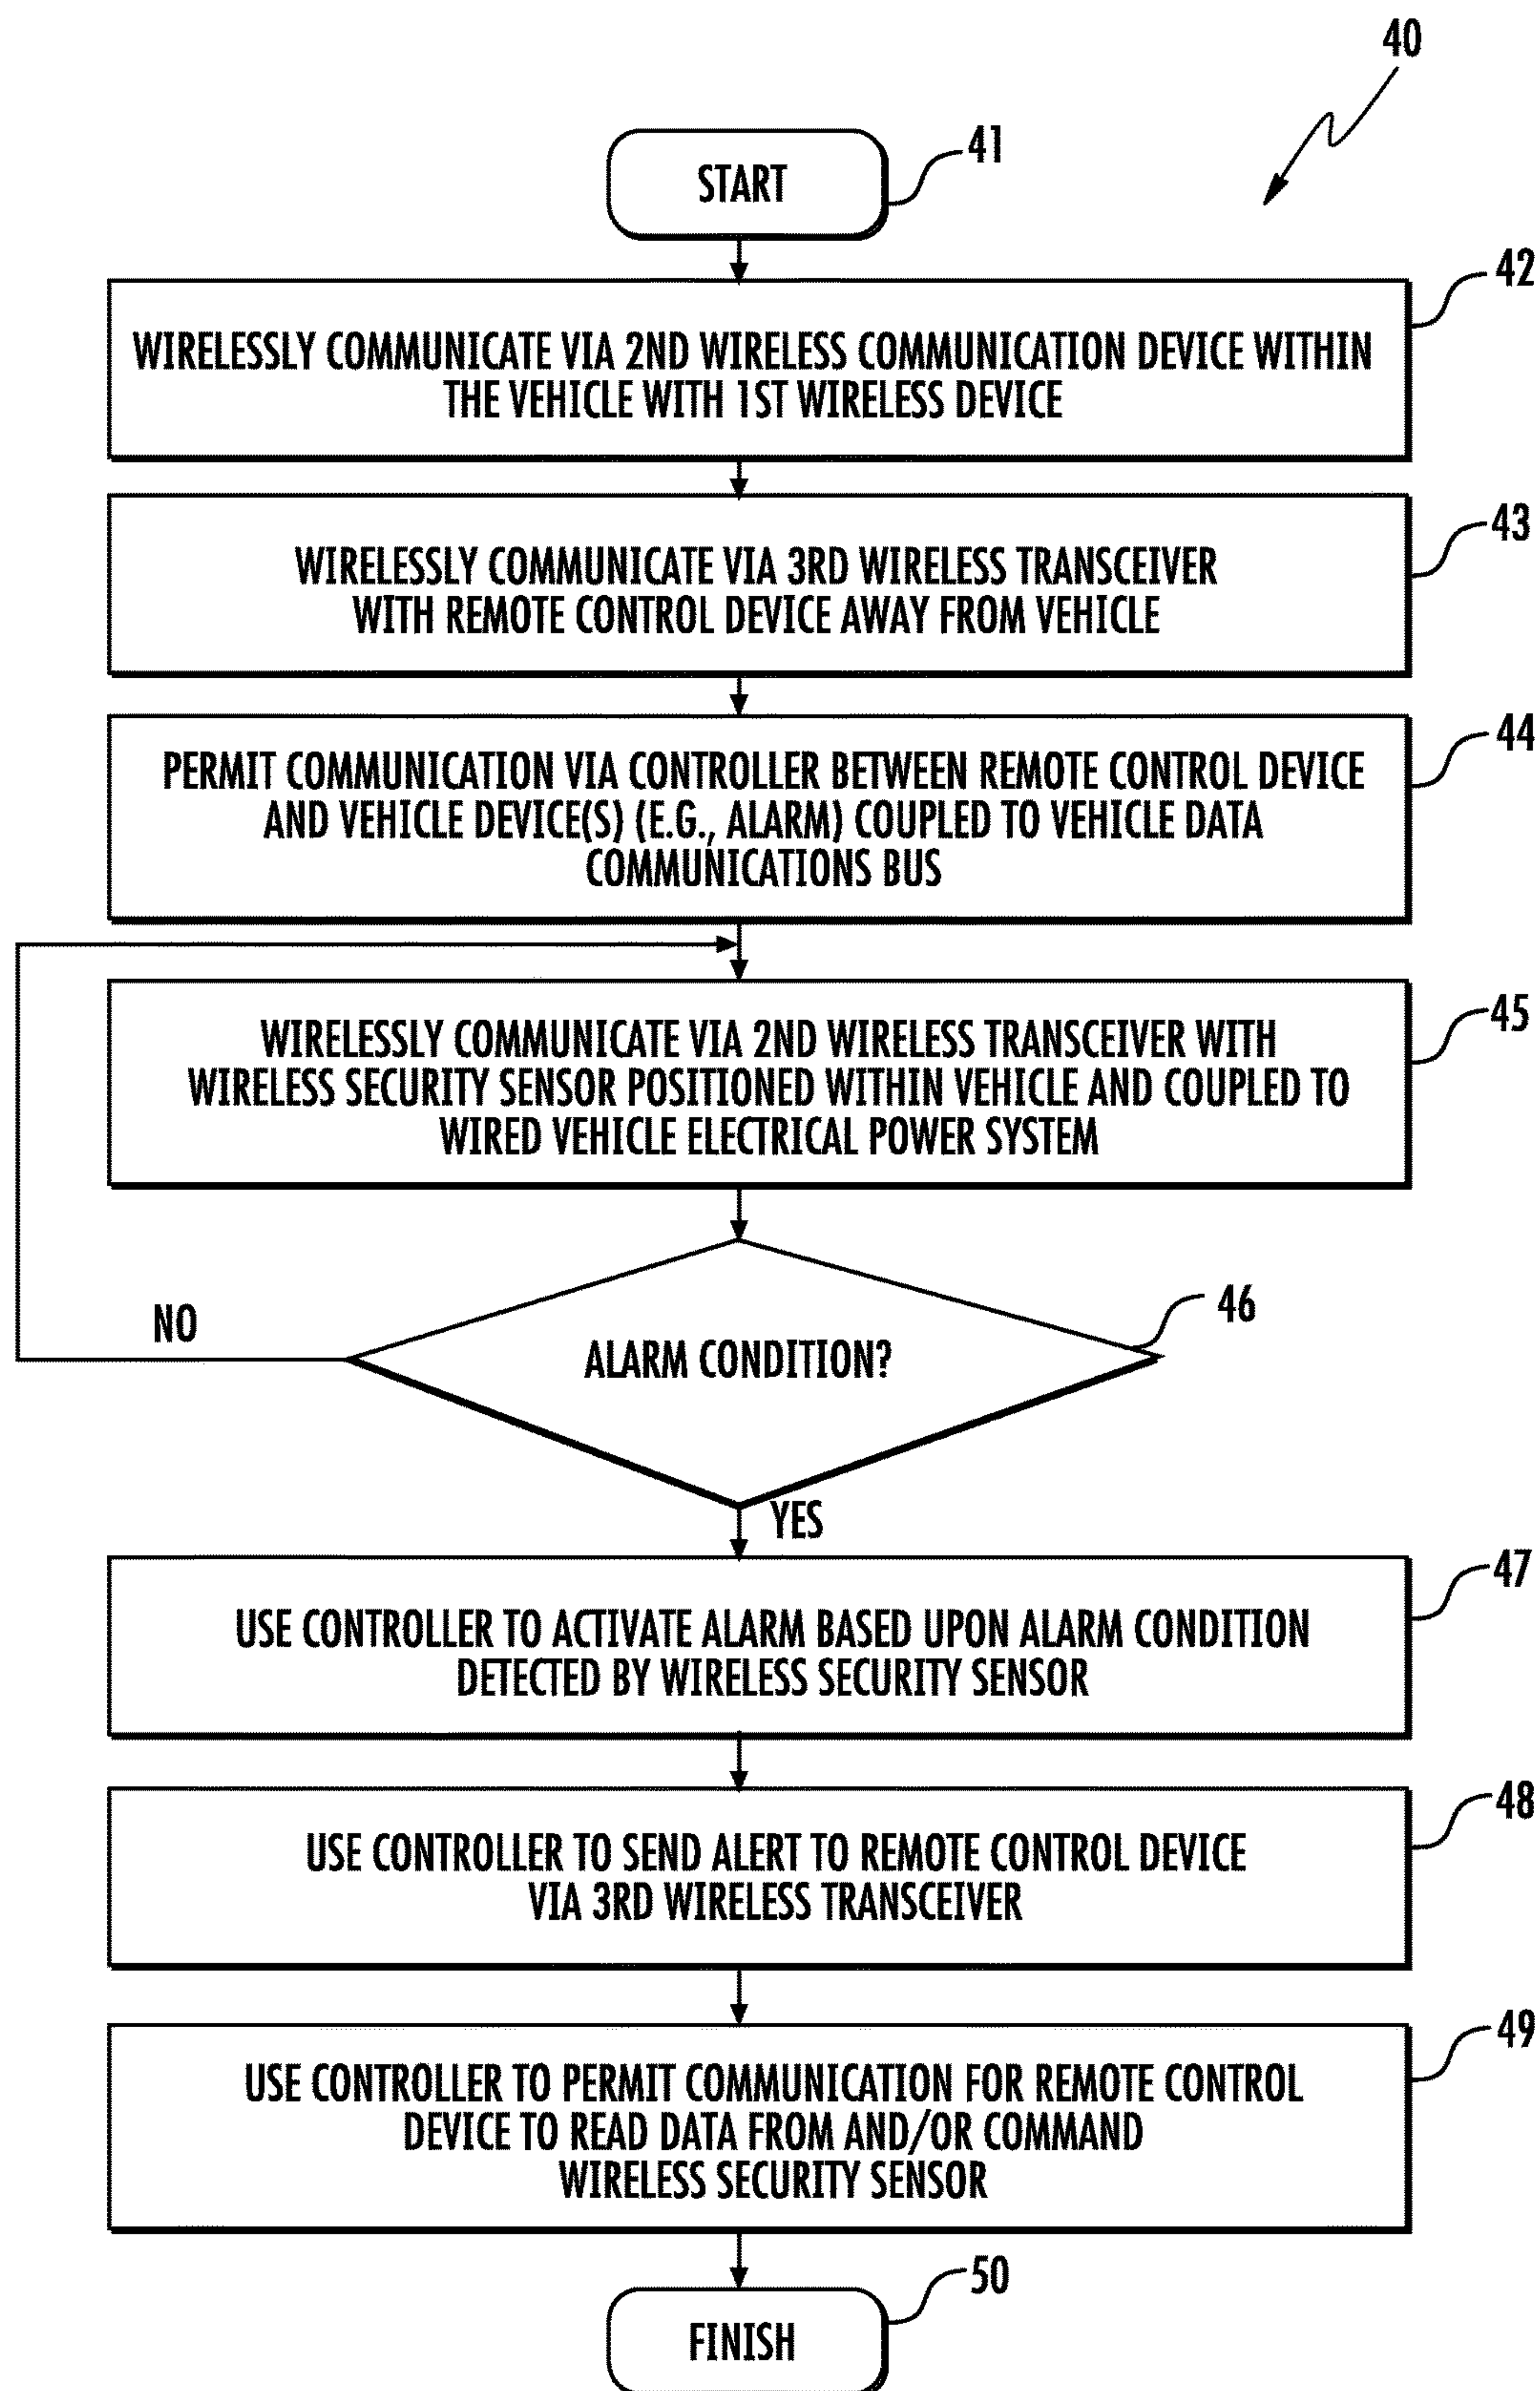 40
START
41
42
WIRELESSLY COMMUNICATE VIA 2ND WIRELESS COMMUNICATION DEVICE WITHIN
THE VEHICLE WITH 1ST WIRELESS DEVICE
43
WIRELESSLY COMMUNICATE VIA 3RD WIRELESS TRANSCEIVER
WITH REMOTE CONTROL DEVICE AWAY FROM VEHICLE
44
PERMIT COMMUNICATION VIA CONTROLLER BETWEEN REMOTE CONTROL DEVICE
AND VEHICLE DEVICE(S) (E.G., ALARM) COUPLED TO VEHICLE DATA
COMMUNICATIONS BUS
45
WIRELESSLY COMMUNICATE VIA 2ND WIRELESS TRANSCEIVER WITH
WIRELESS SECURITY SENSOR POSITIONED WITHIN VEHICLE AND COUPLED TO
WIRED VEHICLE ELECTRICAL POWER SYSTEM
46
NO
ALARM CONDITION?
YES
47
USE CONTROLLER TO ACTIVATE ALARM BASED UPON ALARM CONDITION
DETECTED BY WIRELESS SECURITY SENSOR
48
USE CONTROLLER TO SEND ALERT TO REMOTE CONTROL DEVICE
VIA 3RD WIRELESS TRANSCEIVER
49
USE CONTROLLER TO PERMIT COMMUNICATION FOR REMOTE CONTROL
DEVICE TO READ DATA FROM AND/OR COMMAND
WIRELESS SECURITY SENSOR
50
FINISH